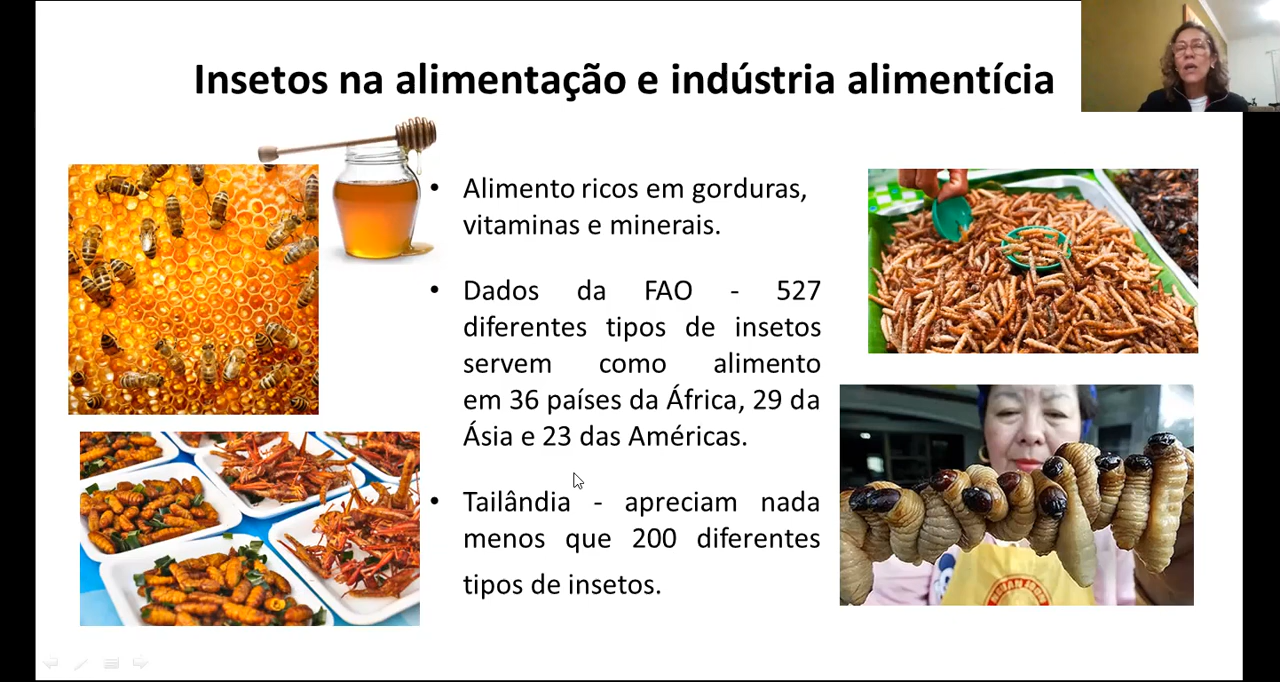 Insetos na alimentação e indústria alimentícia
• Alimento ricos em gorduras,
vitaminas e minerais.
• Dados da FAO - 527
diferentes tipos de insetos
servem como alimento
em 36 países da África, 29 da
Ásia e 23 das Américas.
• Tailândia - apreciam nada
menos que 200 diferentes
tipos de insetos.